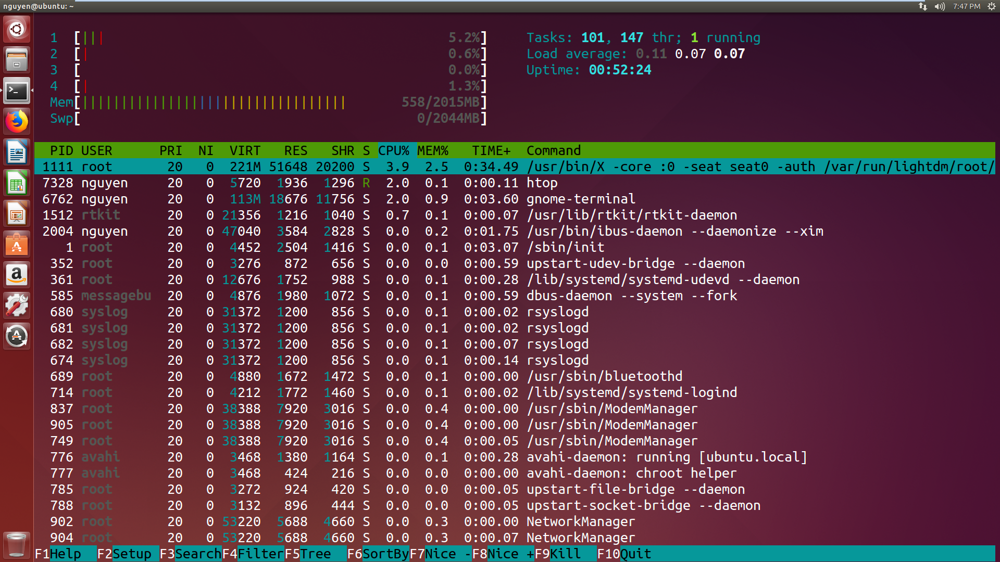 nguyen@ubuntu: ~ 7:47 PM
1 [||| 5.2%] Tasks: 101, 147 thr; 1 running
2 [| 0.6%] Load average: 0.11 0.07 0.07
3 [ 0.0%] Uptime: 00:52:24
4 [| 1.3%]
Mem[|||||||||||||||||||||||||||||||||| 558/2015MB]
Swp[ 0/2044MB]
PID USER PRI NI VIRT RES SHR S CPU% MEM% TIME+ Command
1111 root 20 0 221M 51648 20200 S 3.9 2.5 0:34.49 /usr/bin/X -core :0 -seat seat0 -auth /var/run/lightdm/root/
7328 nguyen 20 0 5720 1936 1296 R 2.0 0.1 0:00.11 htop
6762 nguyen 20 0 113M 18676 11756 S 2.0 0.9 0:03.60 gnome-terminal
1512 rtkit 20 0 21356 1216 1040 S 0.7 0.1 0:00.07 /usr/lib/rtkit/rtkit-daemon
2004 nguyen 20 0 47040 3584 2828 S 0.0 0.2 0:01.75 /usr/bin/ibus-daemon --daemonize --xim
1 root 20 0 4452 2504 1416 S 0.0 0.1 0:03.07 /sbin/init
352 root 20 0 3276 872 656 S 0.0 0.0 0:00.59 upstart-udev-bridge --daemon
361 root 20 0 12676 1752 988 S 0.0 0.1 0:00.28 /lib/systemd/systemd-udevd --daemon
585 messagebu 20 0 4876 1980 1072 S 0.0 0.1 0:00.59 dbus-daemon --system --fork
680 syslog 20 0 31372 1200 856 S 0.0 0.1 0:00.02 rsyslogd
681 syslog 20 0 31372 1200 856 S 0.0 0.1 0:00.02 rsyslogd
682 syslog 20 0 31372 1200 856 S 0.0 0.1 0:00.07 rsyslogd
674 syslog 20 0 31372 1200 856 S 0.0 0.1 0:00.14 rsyslogd
689 root 20 0 4880 1672 1472 S 0.0 0.1 0:00.00 /usr/sbin/bluetoothd
714 root 20 0 4212 1772 1460 S 0.0 0.1 0:00.02 /lib/systemd/systemd-logind
837 root 20 0 38388 7920 3016 S 0.0 0.4 0:00.00 /usr/sbin/ModemManager
905 root 20 0 38388 7920 3016 S 0.0 0.4 0:00.00 /usr/sbin/ModemManager
749 root 20 0 38388 7920 3016 S 0.0 0.4 0:00.05 /usr/sbin/ModemManager
776 avahi 20 0 3468 1380 1164 S 0.0 0.1 0:00.28 avahi-daemon: running [ubuntu.local]
777 avahi 20 0 3468 424 216 S 0.0 0.0 0:00.00 avahi-daemon: chroot helper
785 root 20 0 3272 924 420 S 0.0 0.0 0:00.05 upstart-file-bridge --daemon
788 root 20 0 3132 896 444 S 0.0 0.0 0:00.05 upstart-socket-bridge --daemon
902 root 20 0 53220 5688 4660 S 0.0 0.3 0:00.00 NetworkManager
904 root 20 0 53220 5688 4660 S 0.0 0.3 0:00.07 NetworkManager
F1Help F2Setup F3SearchF4FilterF5Tree F6SortByF7Nice -F8Nice +F9Kill F10Quit